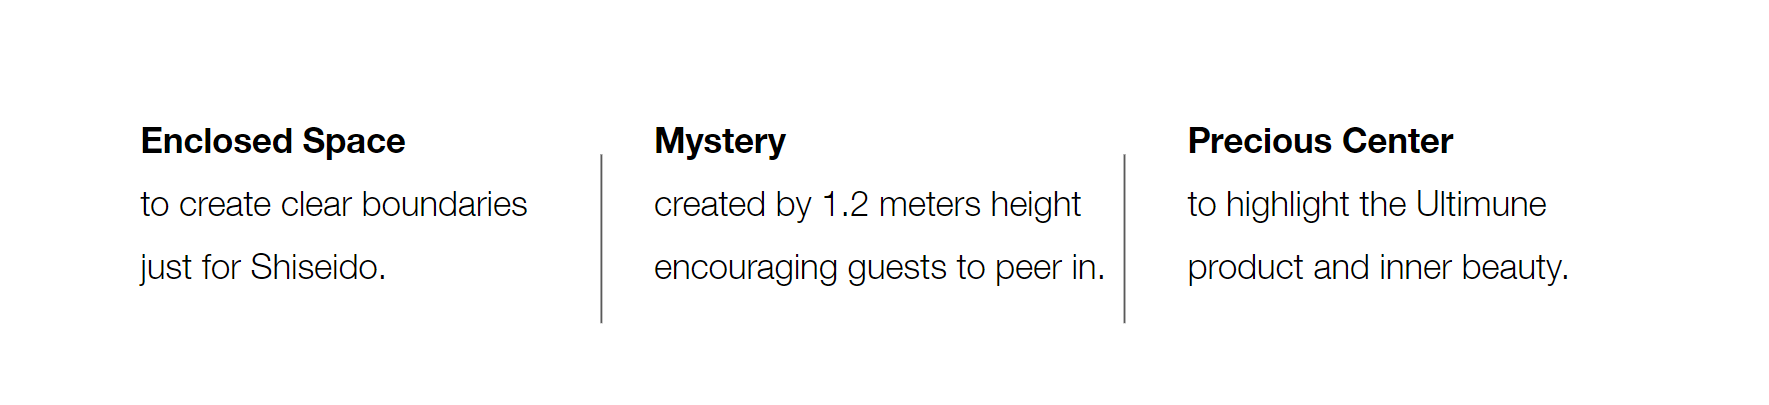 Enclosed Space
to create clear boundaries
just for Shiseido.
Mystery
created by 1.2 meters height
encouraging guests to peer in.
Precious Center
to highlight the Ultimune
product and inner beauty.